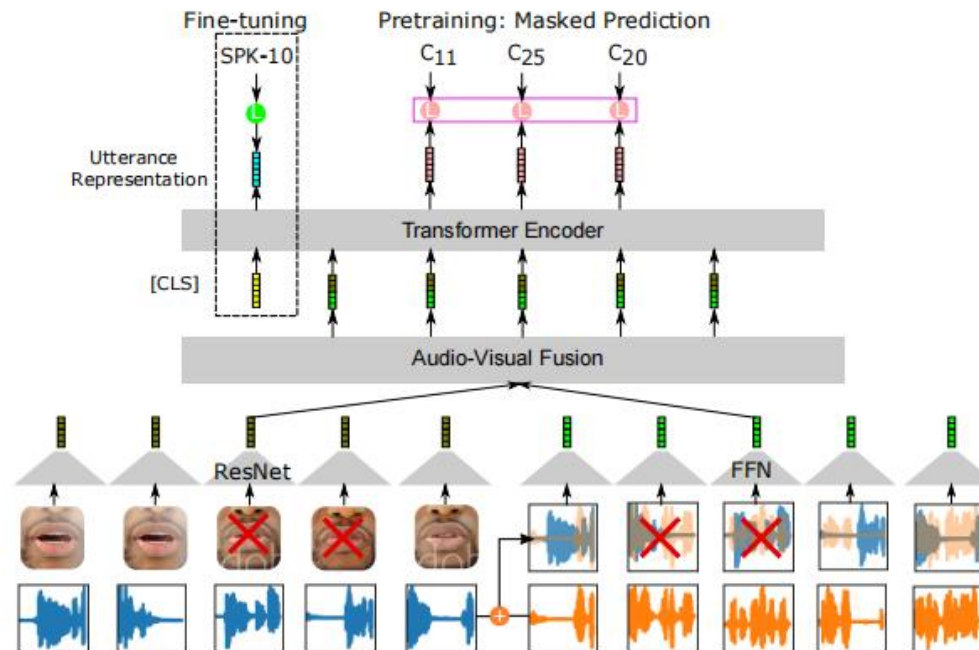 Fine-tuning
Pretraining: Masked Prediction
SPK-10
C11
C25
C20
L
L
L
L
Utterance
Representation
Transformer Encoder
[CLS]
Audio-Visual Fusion
ResNet
FFN